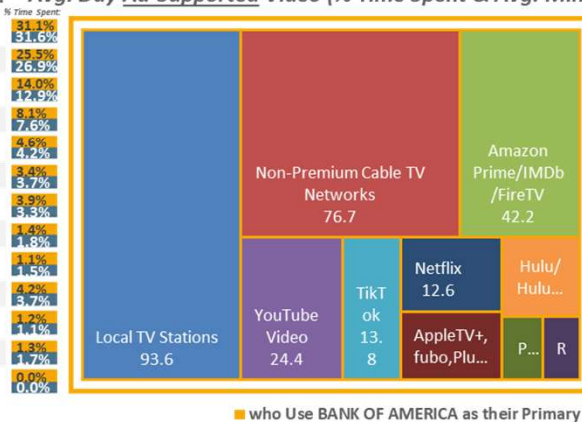 Avg. Day Ad-Supported Video (% Time Spent & Avg.
% Time Spent:
31.1%
31.6%
25.5%
26.9%
14.0%
12.9%
8.1%
7.6%
4.6%
4.2%
3.4%
3.7%
3.9%
3.3%
1.4%
1.8%
1.1%
1.5%
4.2%
3.7%
1.2%
1.1%
1.3%
1.7%
0.0%
0.0%
Local TV Stations
93.6
Non-Premium Cable TV
Networks
76.7
Amazon
Prime/IMDb
/FireTV
42.2
YouTube
Video
24.4
TikT
ok
13.
8
Netflix
12.6
AppleTV+,
fubo,Plu...
Hulu/
Hulu...
P...
R
who Use BANK OF AMERICA as their Primary